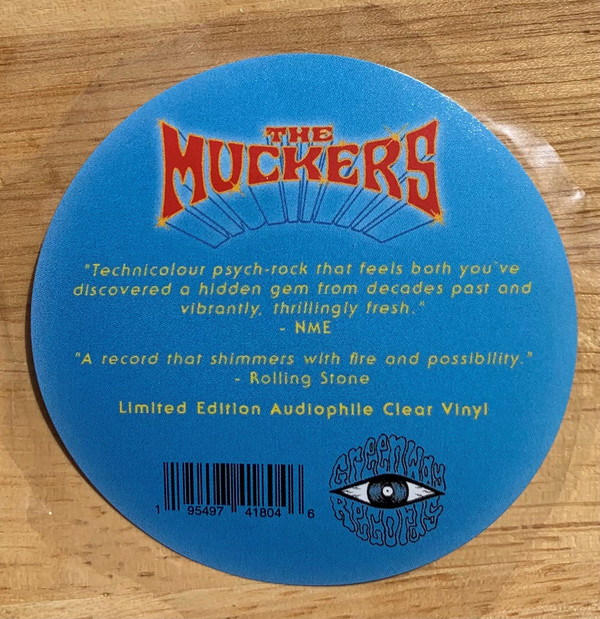 THE
MUCKERS
"Technicolour psych-rock that feels both you've
discovered a hidden gem from decades past and
vibrantly, thrillingly fresh."
- NME
"A record that shimmers with fire and possibility."
- Rolling Stone
Limited Edition Audiophile Clear Vinyl
GREENWAY
RECORDS
1 95497 41804 6